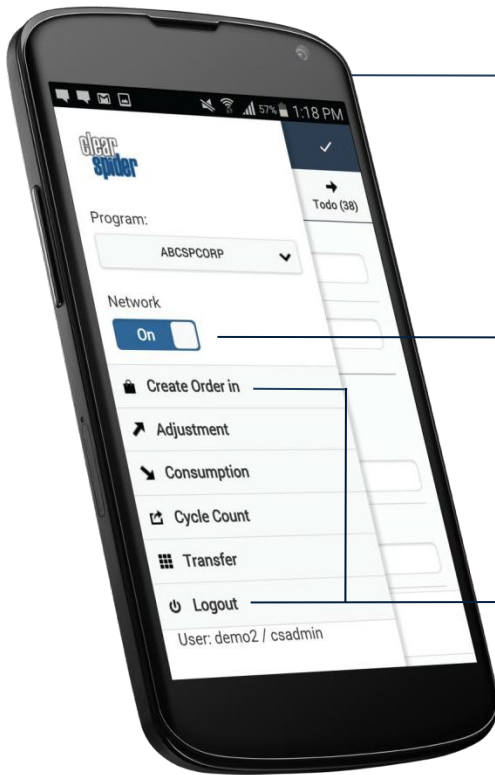 57% 1:18 PM
clear
spider
Todo (38)
Program:
ABCSPCORP
Network
On
Create Order in
Adjustment
Consumption
Cycle Count
Transfer
Logout
User: demo2 / csadmin